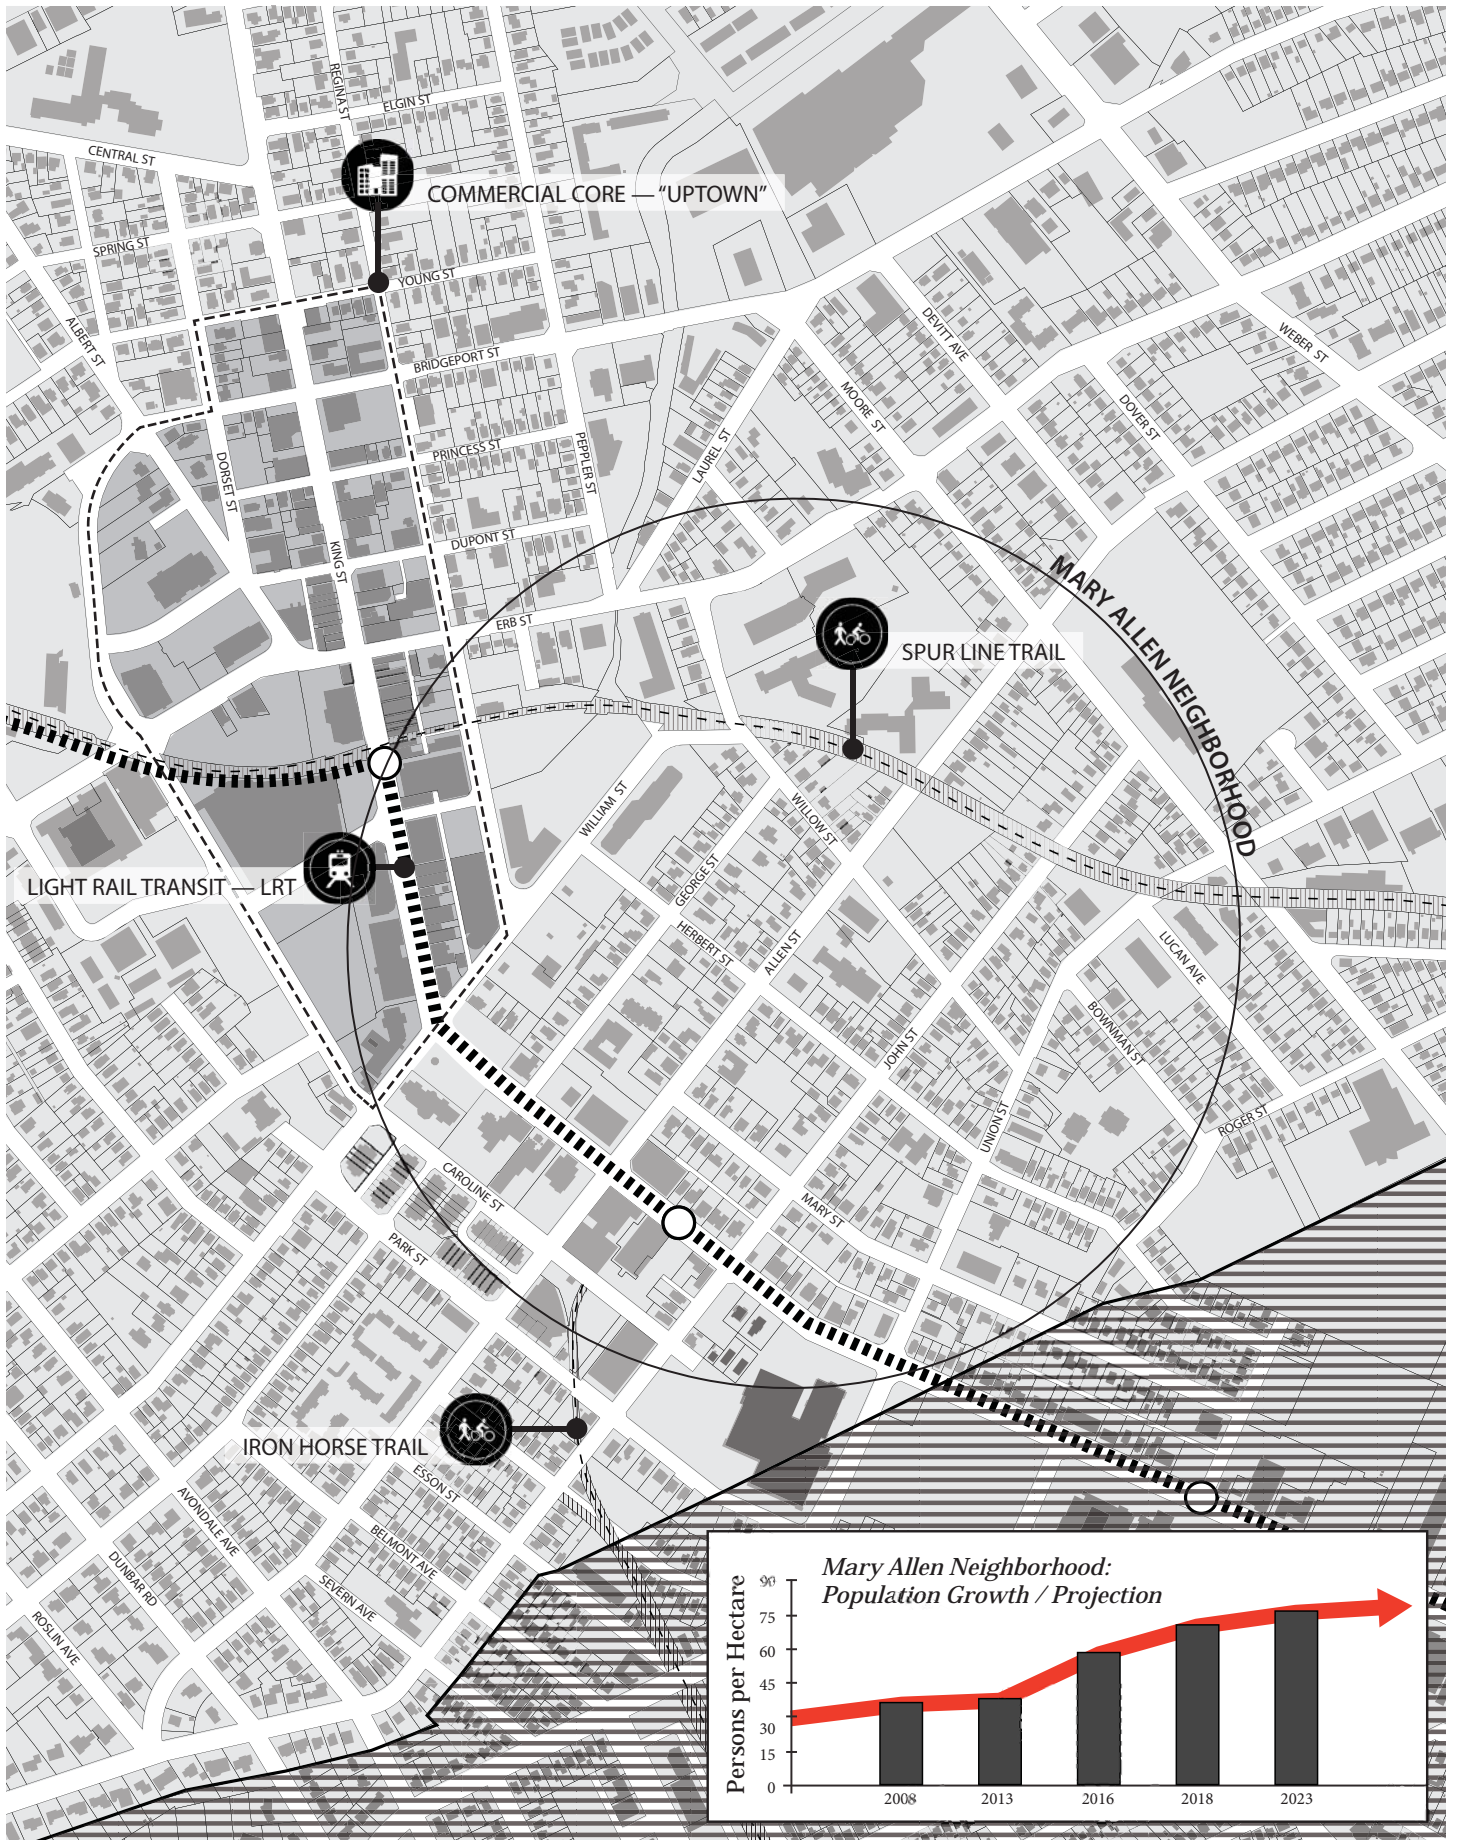 REGINA ST
ELGIN ST
CENTRAL ST
COMMERCIAL CORE — “UPTOWN”
SPRING ST
YOUNG ST
ALBERT ST
DEVITT AVE
WEBER ST
BRIDGEPORT ST
MOORE ST
DOVER ST
PRINCESS ST
PEPPLER ST
LAUREL ST
DORSET ST
DUPONT ST
KING ST
MARY ALLEN NEIGHBORHOOD
ERB ST
SPUR LINE TRAIL
WILLIAM ST
WILLOW ST
LIGHT RAIL TRANSIT — LRT
GEORGE ST
HERBERT ST
ALLEN ST
LUCAN AVE
JOHN ST
BOWNMAN ST
UNION ST
ROGER ST
CAROLINE ST
MARY ST
PARK ST
IRON HORSE TRAIL
ESSON ST
AVONDALE AVE
BELMONT AVE
DUNBAR RD
SEVERN AVE
ROSLIN AVE
Mary Allen Neighborhood:
Population Growth / Projection
Persons per Hectare
90
75
60
45
30
15
0
2008 2013 2016 2018 2023